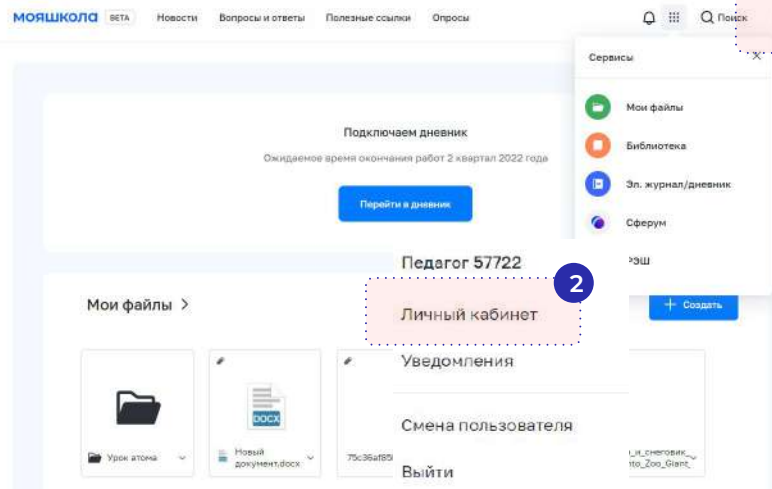 МОЯШКОЛА BETA Новости Вопросы и ответы Полезные ссылки Опросы Поиск
Сервисы
Мои файлы
Библиотека
Эл. журнал/дневник
Сферум
РЭШ
Подключаем дневник
Ожидаемое время окончания работ 2 квартал 2022 года
Перейти в дневник
Педагог 57722
2
Личный кабинет
Уведомления
Смена пользователя
Выйти
Мои файлы >
+ Создать
Урок атома
DOCX
Новый
документ.docx